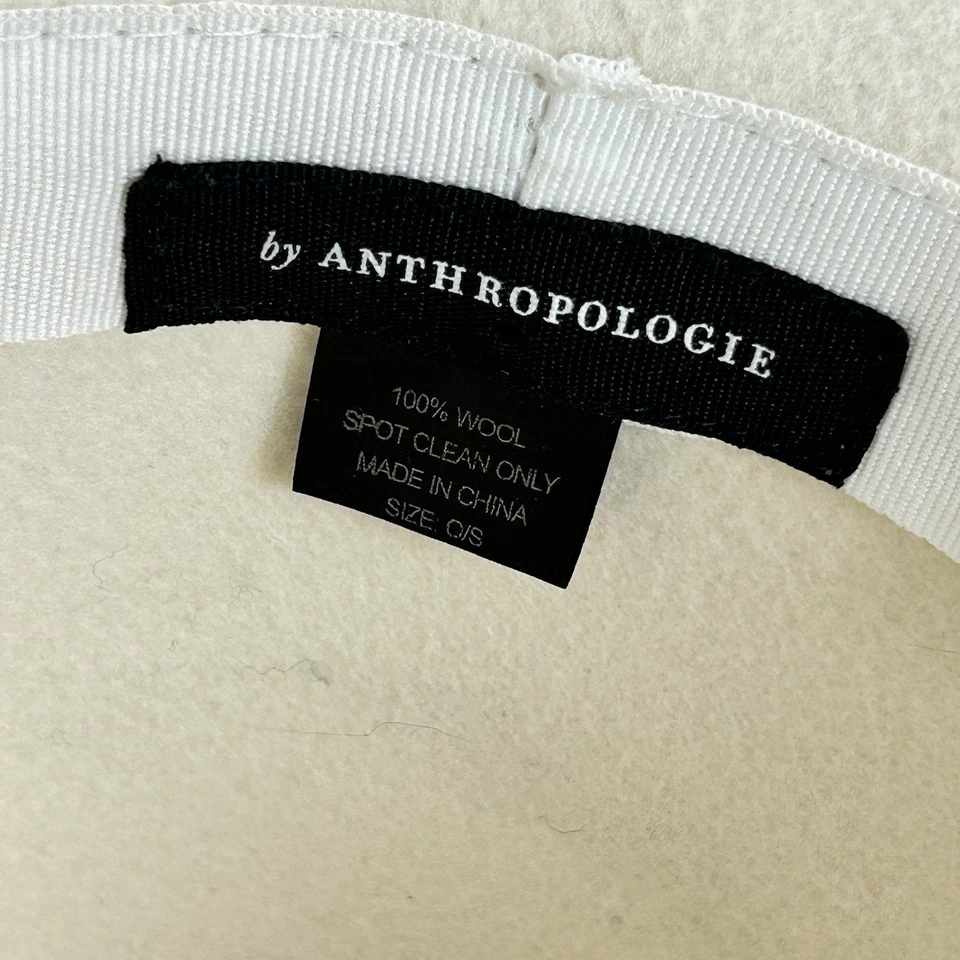 by ANTHROPOLOGIE
100% WOOL
SPOT CLEAN ONLY
MADE IN CHINA
SIZE: O/S